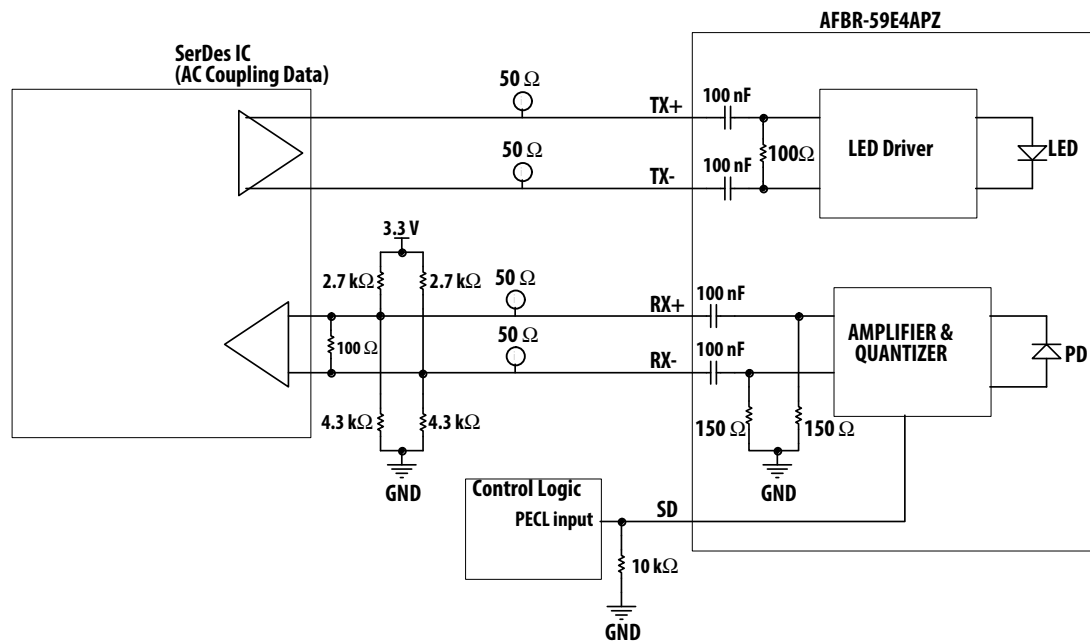 AFBR-59E4APZ
SerDes IC
(AC Coupling Data)
50 Ω
TX+
100 nF
50 Ω
TX-
100 nF
100Ω
LED Driver
LED
3.3 V
2.7 kΩ
2.7 kΩ
50 Ω
RX+
100 nF
50 Ω
RX-
100 nF
100 Ω
AMPLIFIER &
QUANTIZER
PD
4.3 kΩ
4.3 kΩ
150 Ω
150 Ω
GND
GND
Control Logic
PECL input
SD
10 kΩ
GND